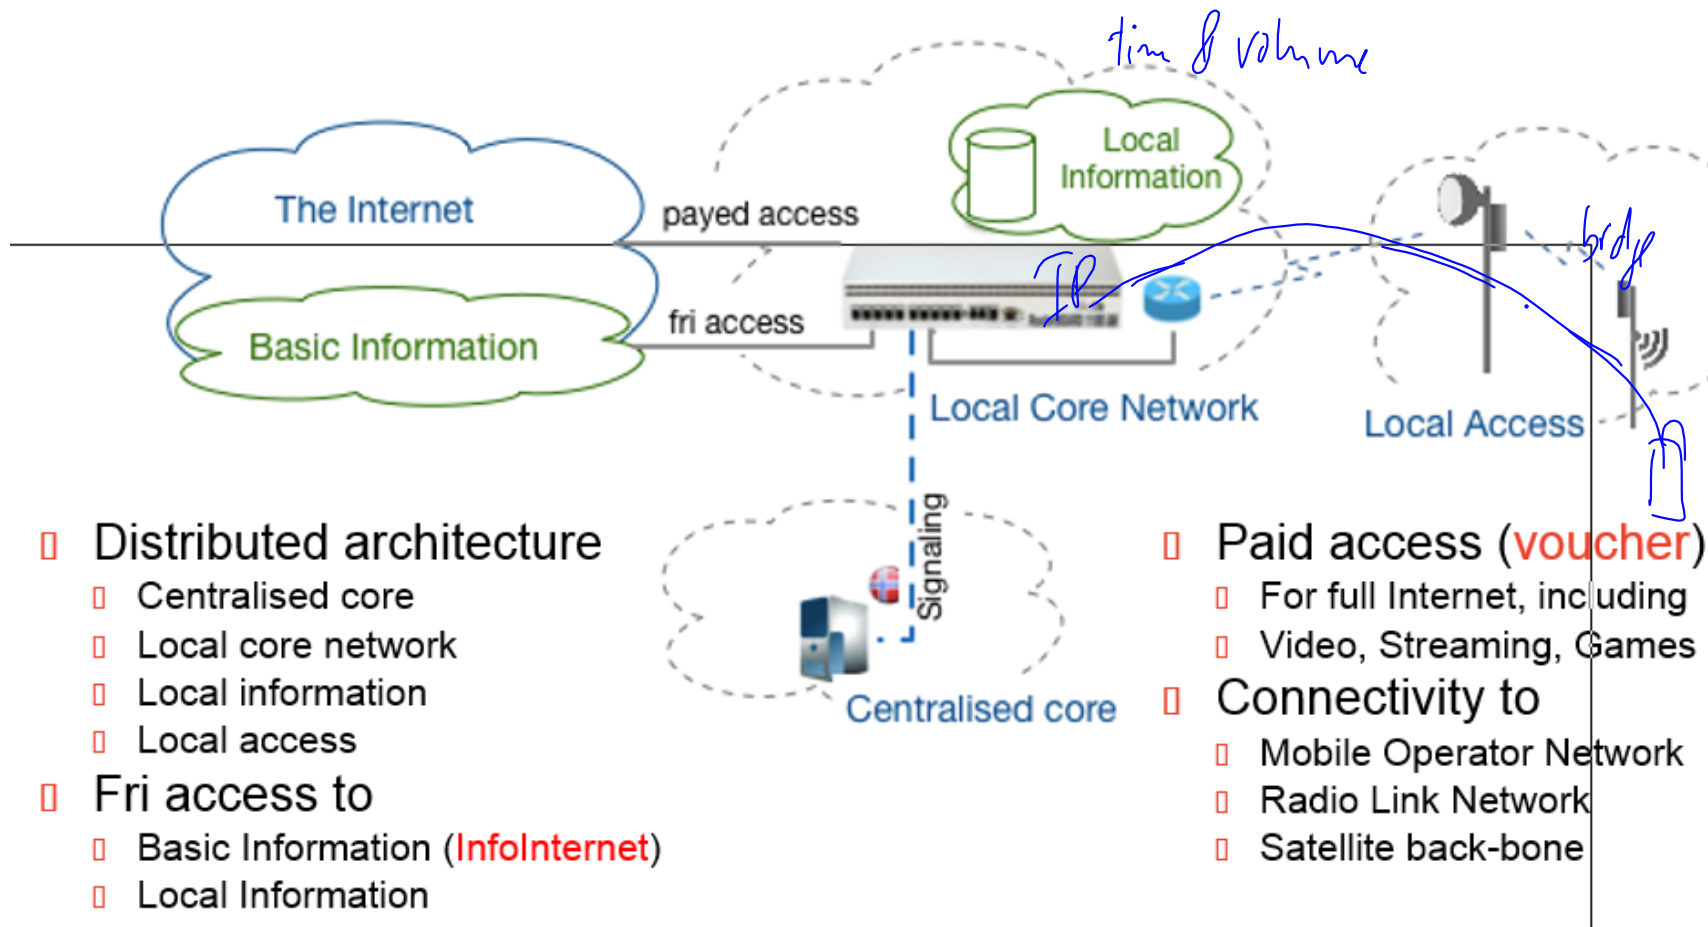 tim & volume
Local
Information
The Internet
payed access
bridge
IP
fri access
Basic Information
Local Core Network
Local Access
Signaling
Centralised core
Distributed architecture
Centralised core
Local core network
Local information
Local access
Fri access to
Basic Information (InfoInternet)
Local Information
Paid access (voucher)
For full Internet, including
Video, Streaming, Games
Connectivity to
Mobile Operator Network
Radio Link Network
Satellite back-bone